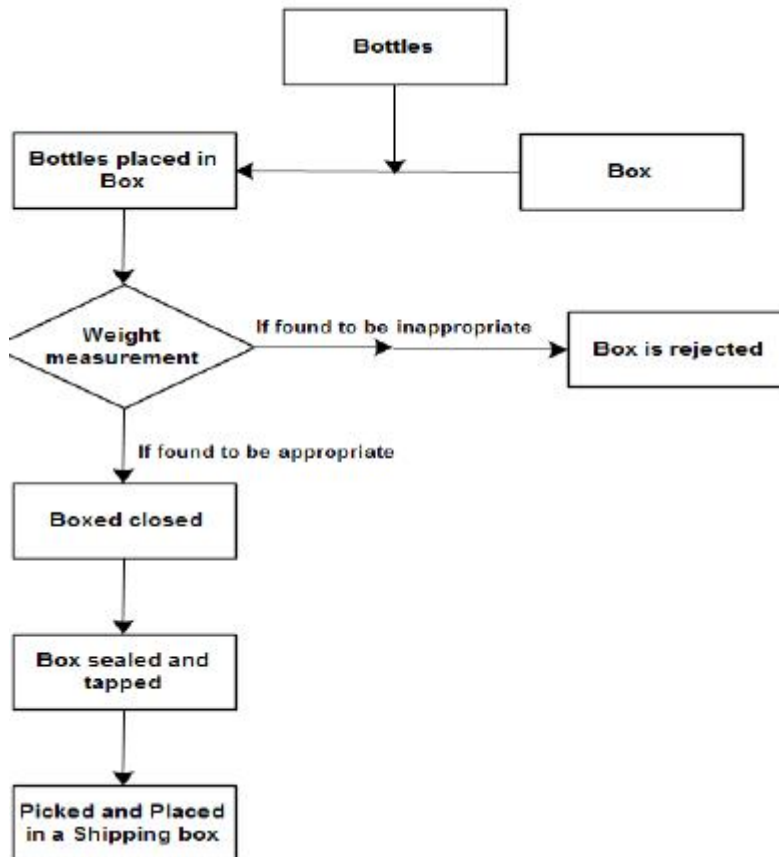 Bottles
Bottles placed in
Box
Box
Weight
measurement
If found to be inappropriate
Box is rejected
If found to be appropriate
Boxed closed
Box sealed and
tapped
Picked and Placed
in a Shipping box